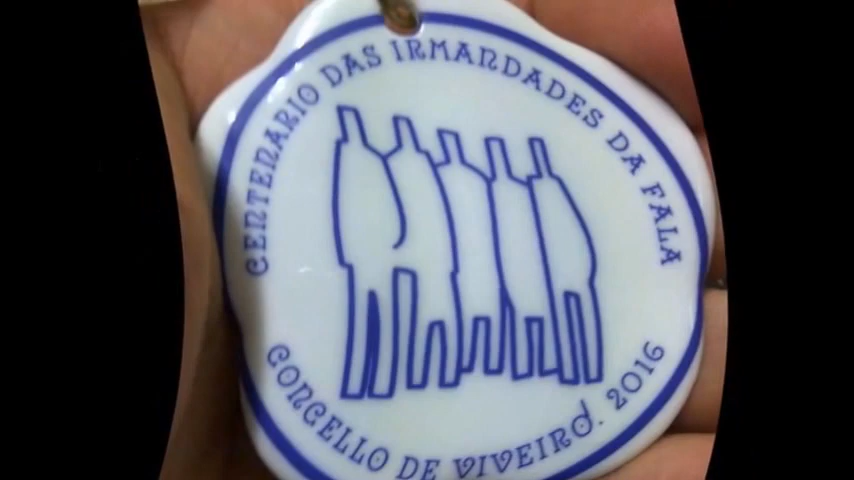 CENTENARIO DAS IRMANDADES DA FALA
CONCELLO DE VIVEIRO. 2016